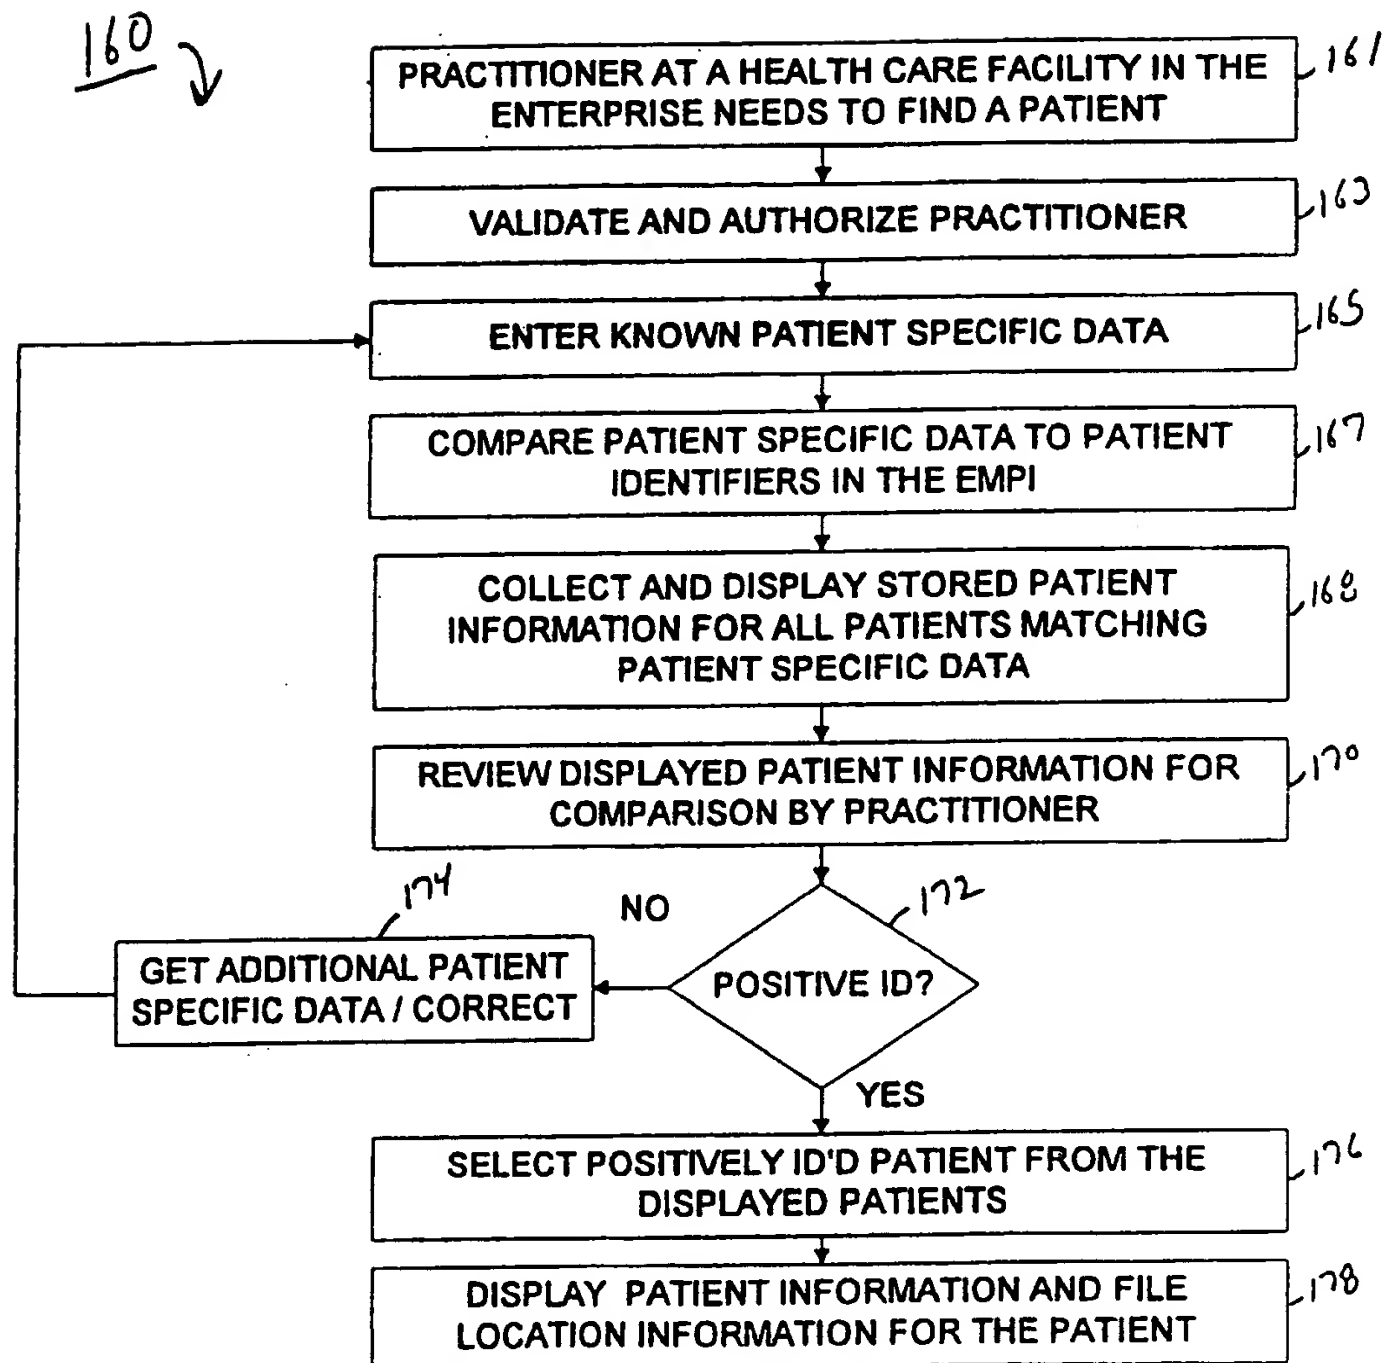 160
PRACTITIONER AT A HEALTH CARE FACILITY IN THE
ENTERPRISE NEEDS TO FIND A PATIENT
161
VALIDATE AND AUTHORIZE PRACTITIONER
163
ENTER KNOWN PATIENT SPECIFIC DATA
165
COMPARE PATIENT SPECIFIC DATA TO PATIENT
IDENTIFIERS IN THE EMPI
167
COLLECT AND DISPLAY STORED PATIENT
INFORMATION FOR ALL PATIENTS MATCHING
PATIENT SPECIFIC DATA
168
REVIEW DISPLAYED PATIENT INFORMATION FOR
COMPARISON BY PRACTITIONER
170
174
NO
172
GET ADDITIONAL PATIENT
SPECIFIC DATA / CORRECT
POSITIVE ID?
YES
SELECT POSITIVELY ID'D PATIENT FROM THE
DISPLAYED PATIENTS
176
DISPLAY PATIENT INFORMATION AND FILE
LOCATION INFORMATION FOR THE PATIENT
178